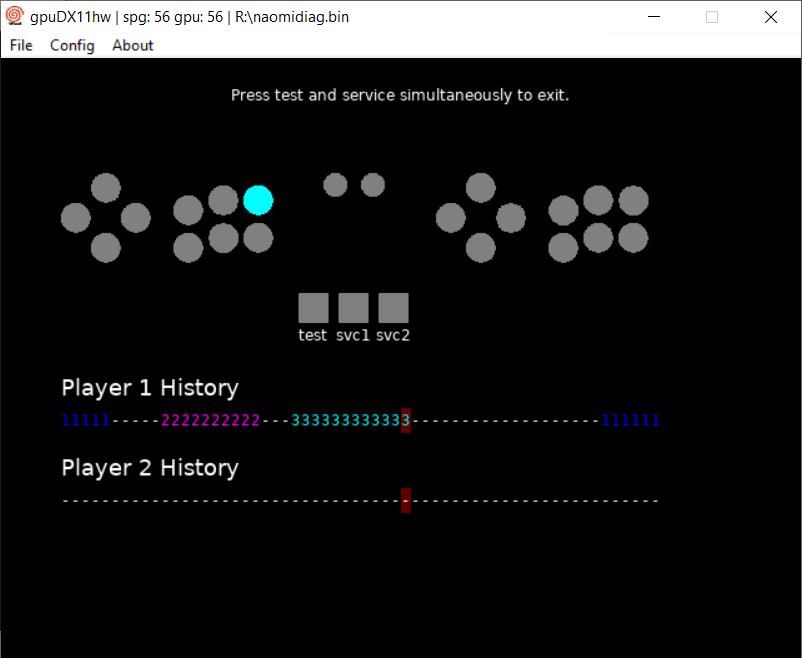 gpuDX11hw | spg: 56 gpu: 56 | R:\naomidiag.bin
File Config About
Press test and service simultaneously to exit.
test svc1 svc2
Player 1 History
11111-----2222222222---333333333333-------------------111111
Player 2 History
------------------------------------------------------------